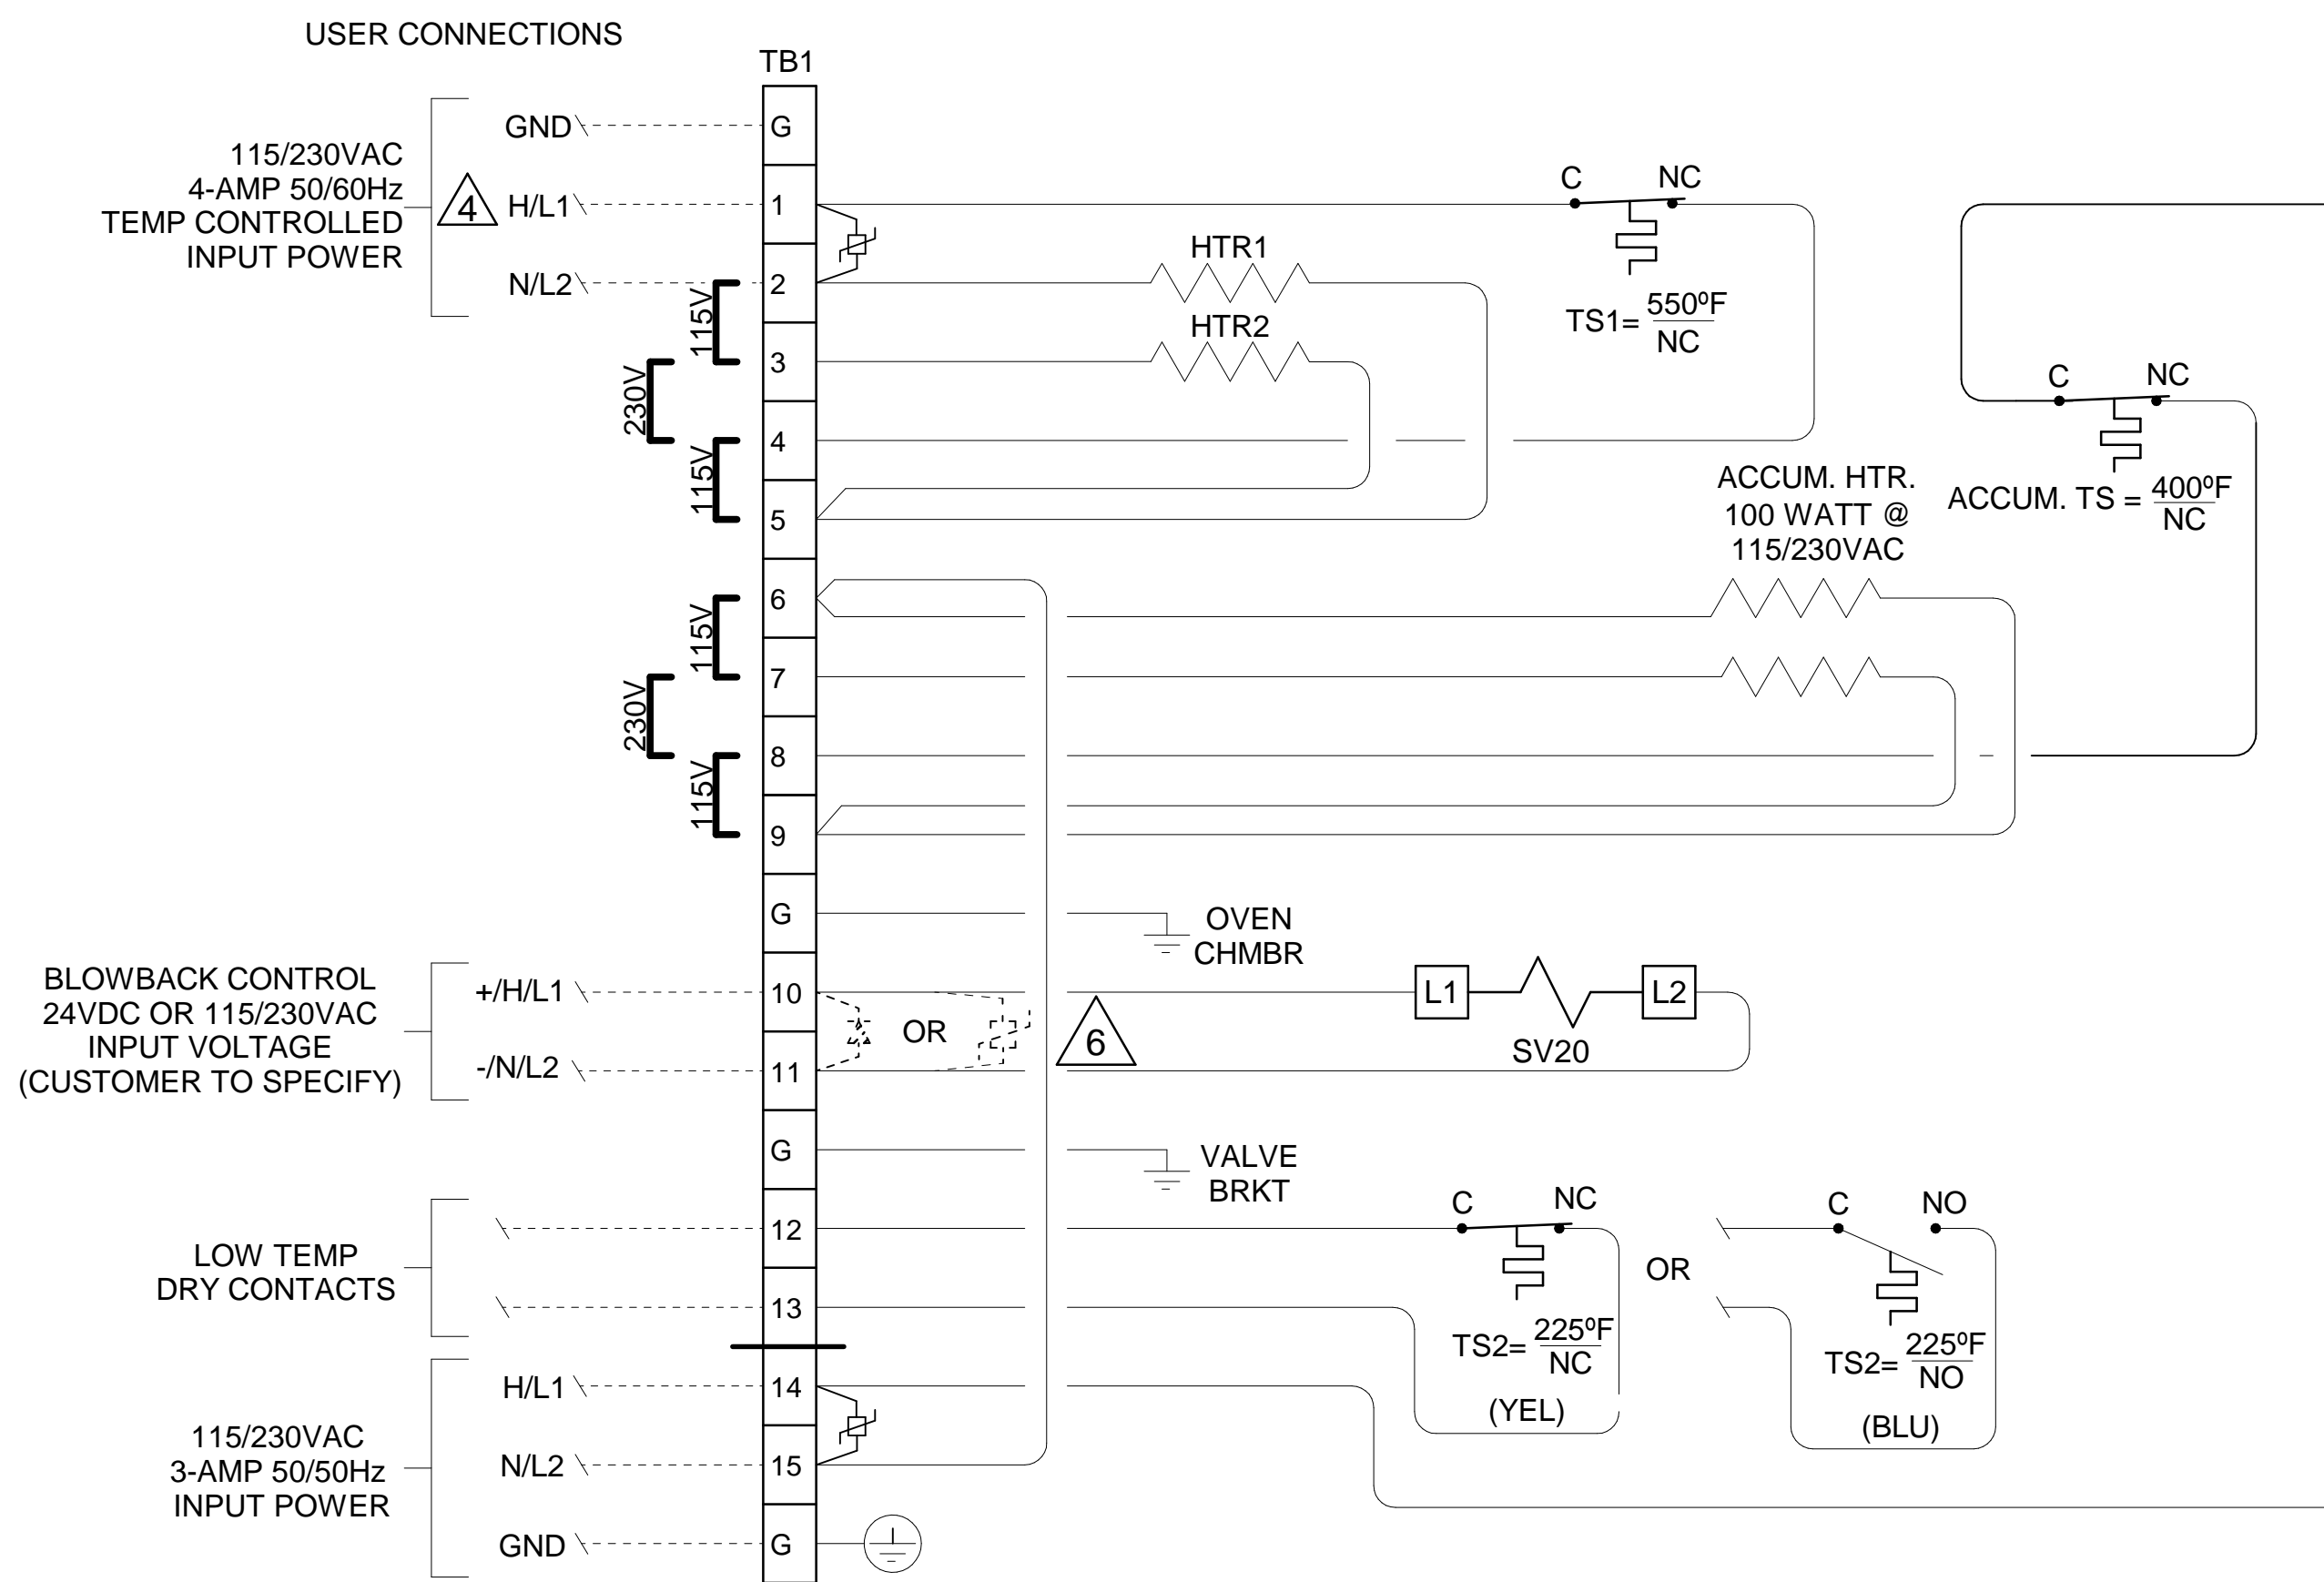 USER CONNECTIONS
TB1
GND
G
115/230VAC
4-AMP 50/60Hz
TEMP CONTROLLED
INPUT POWER
4
H/L1
1
C NC
HTR1
N/L2
2
115V
TS1= 550ºF
NC
HTR2
3
230V
C NC
4
115V
ACCUM. HTR.
100 WATT @
115/230VAC
ACCUM. TS = 400ºF
NC
5
6
115V
7
230V
8
115V
9
G
OVEN
CHMBR
BLOWBACK CONTROL
24VDC OR 115/230VAC
INPUT VOLTAGE
(CUSTOMER TO SPECIFY)
+/H/L1
10
L1
L2
OR
6
SV20
-/N/L2
11
G
VALVE
BRKT
LOW TEMP
DRY CONTACTS
12
C NC
C NO
OR
13
TS2= 225ºF
NC
(YEL)
TS2= 225ºF
NO
(BLU)
115/230VAC
3-AMP 50/50Hz
INPUT POWER
H/L1
14
N/L2
15
GND
G